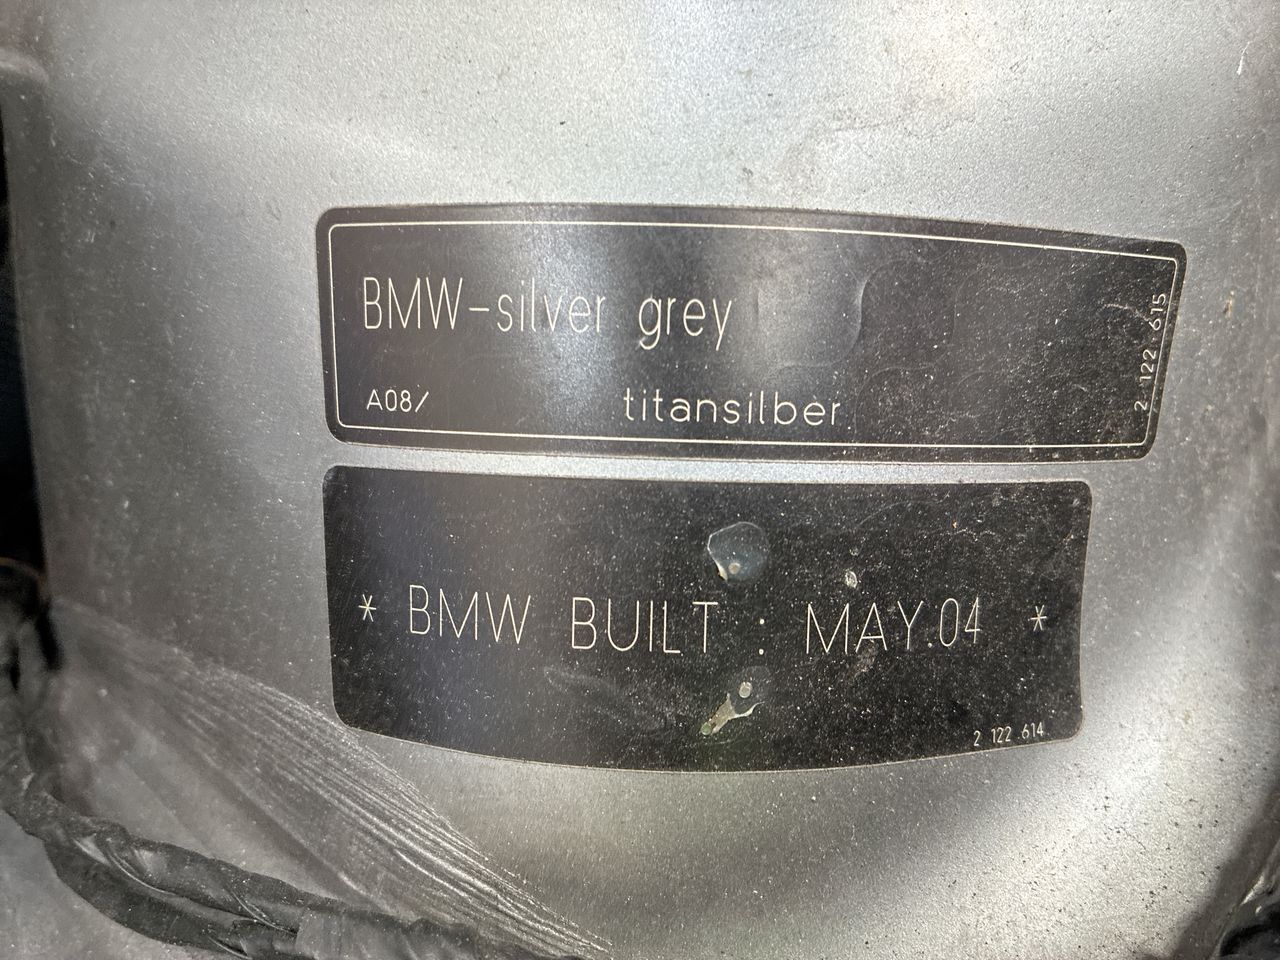 BMW-silver grey
A08/ titansilber
2 122 615
* BMW BUILT : MAY.04 *
2 122 614